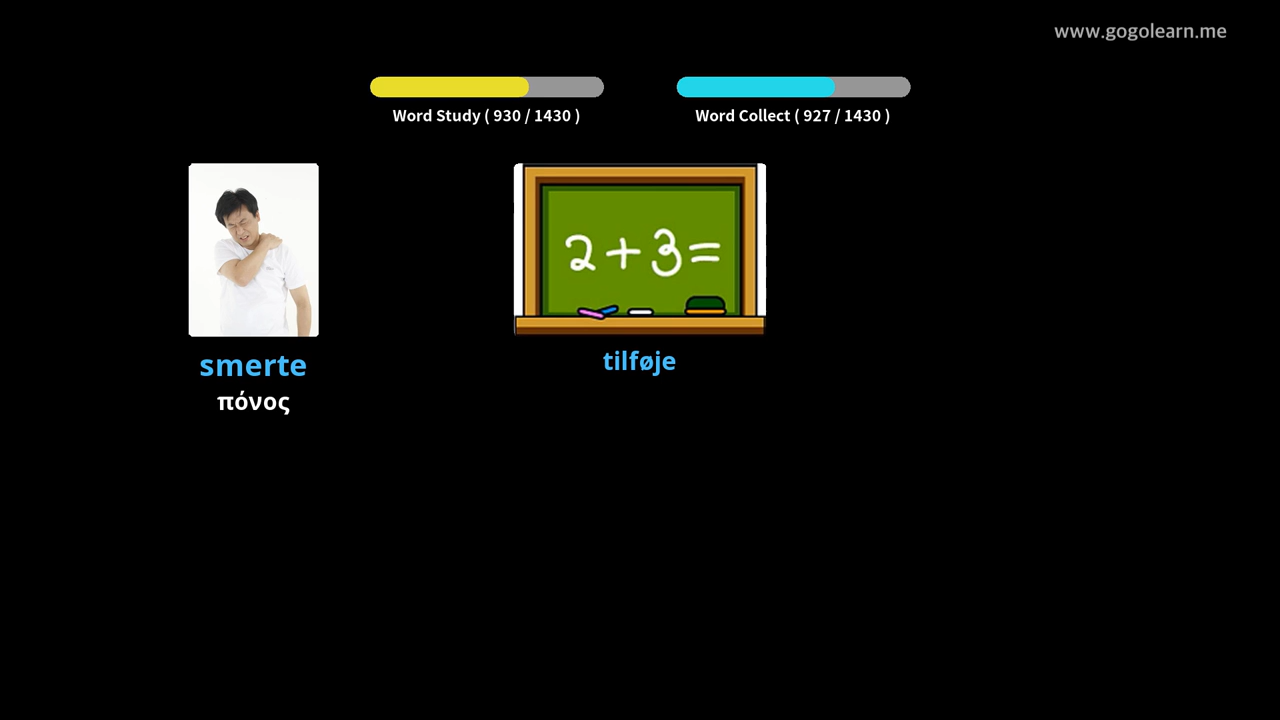 www.gogolearn.me
Word Study ( 930 / 1430 )
Word Collect ( 927 / 1430 )
2+3=
smerte
πόνος
tilføje